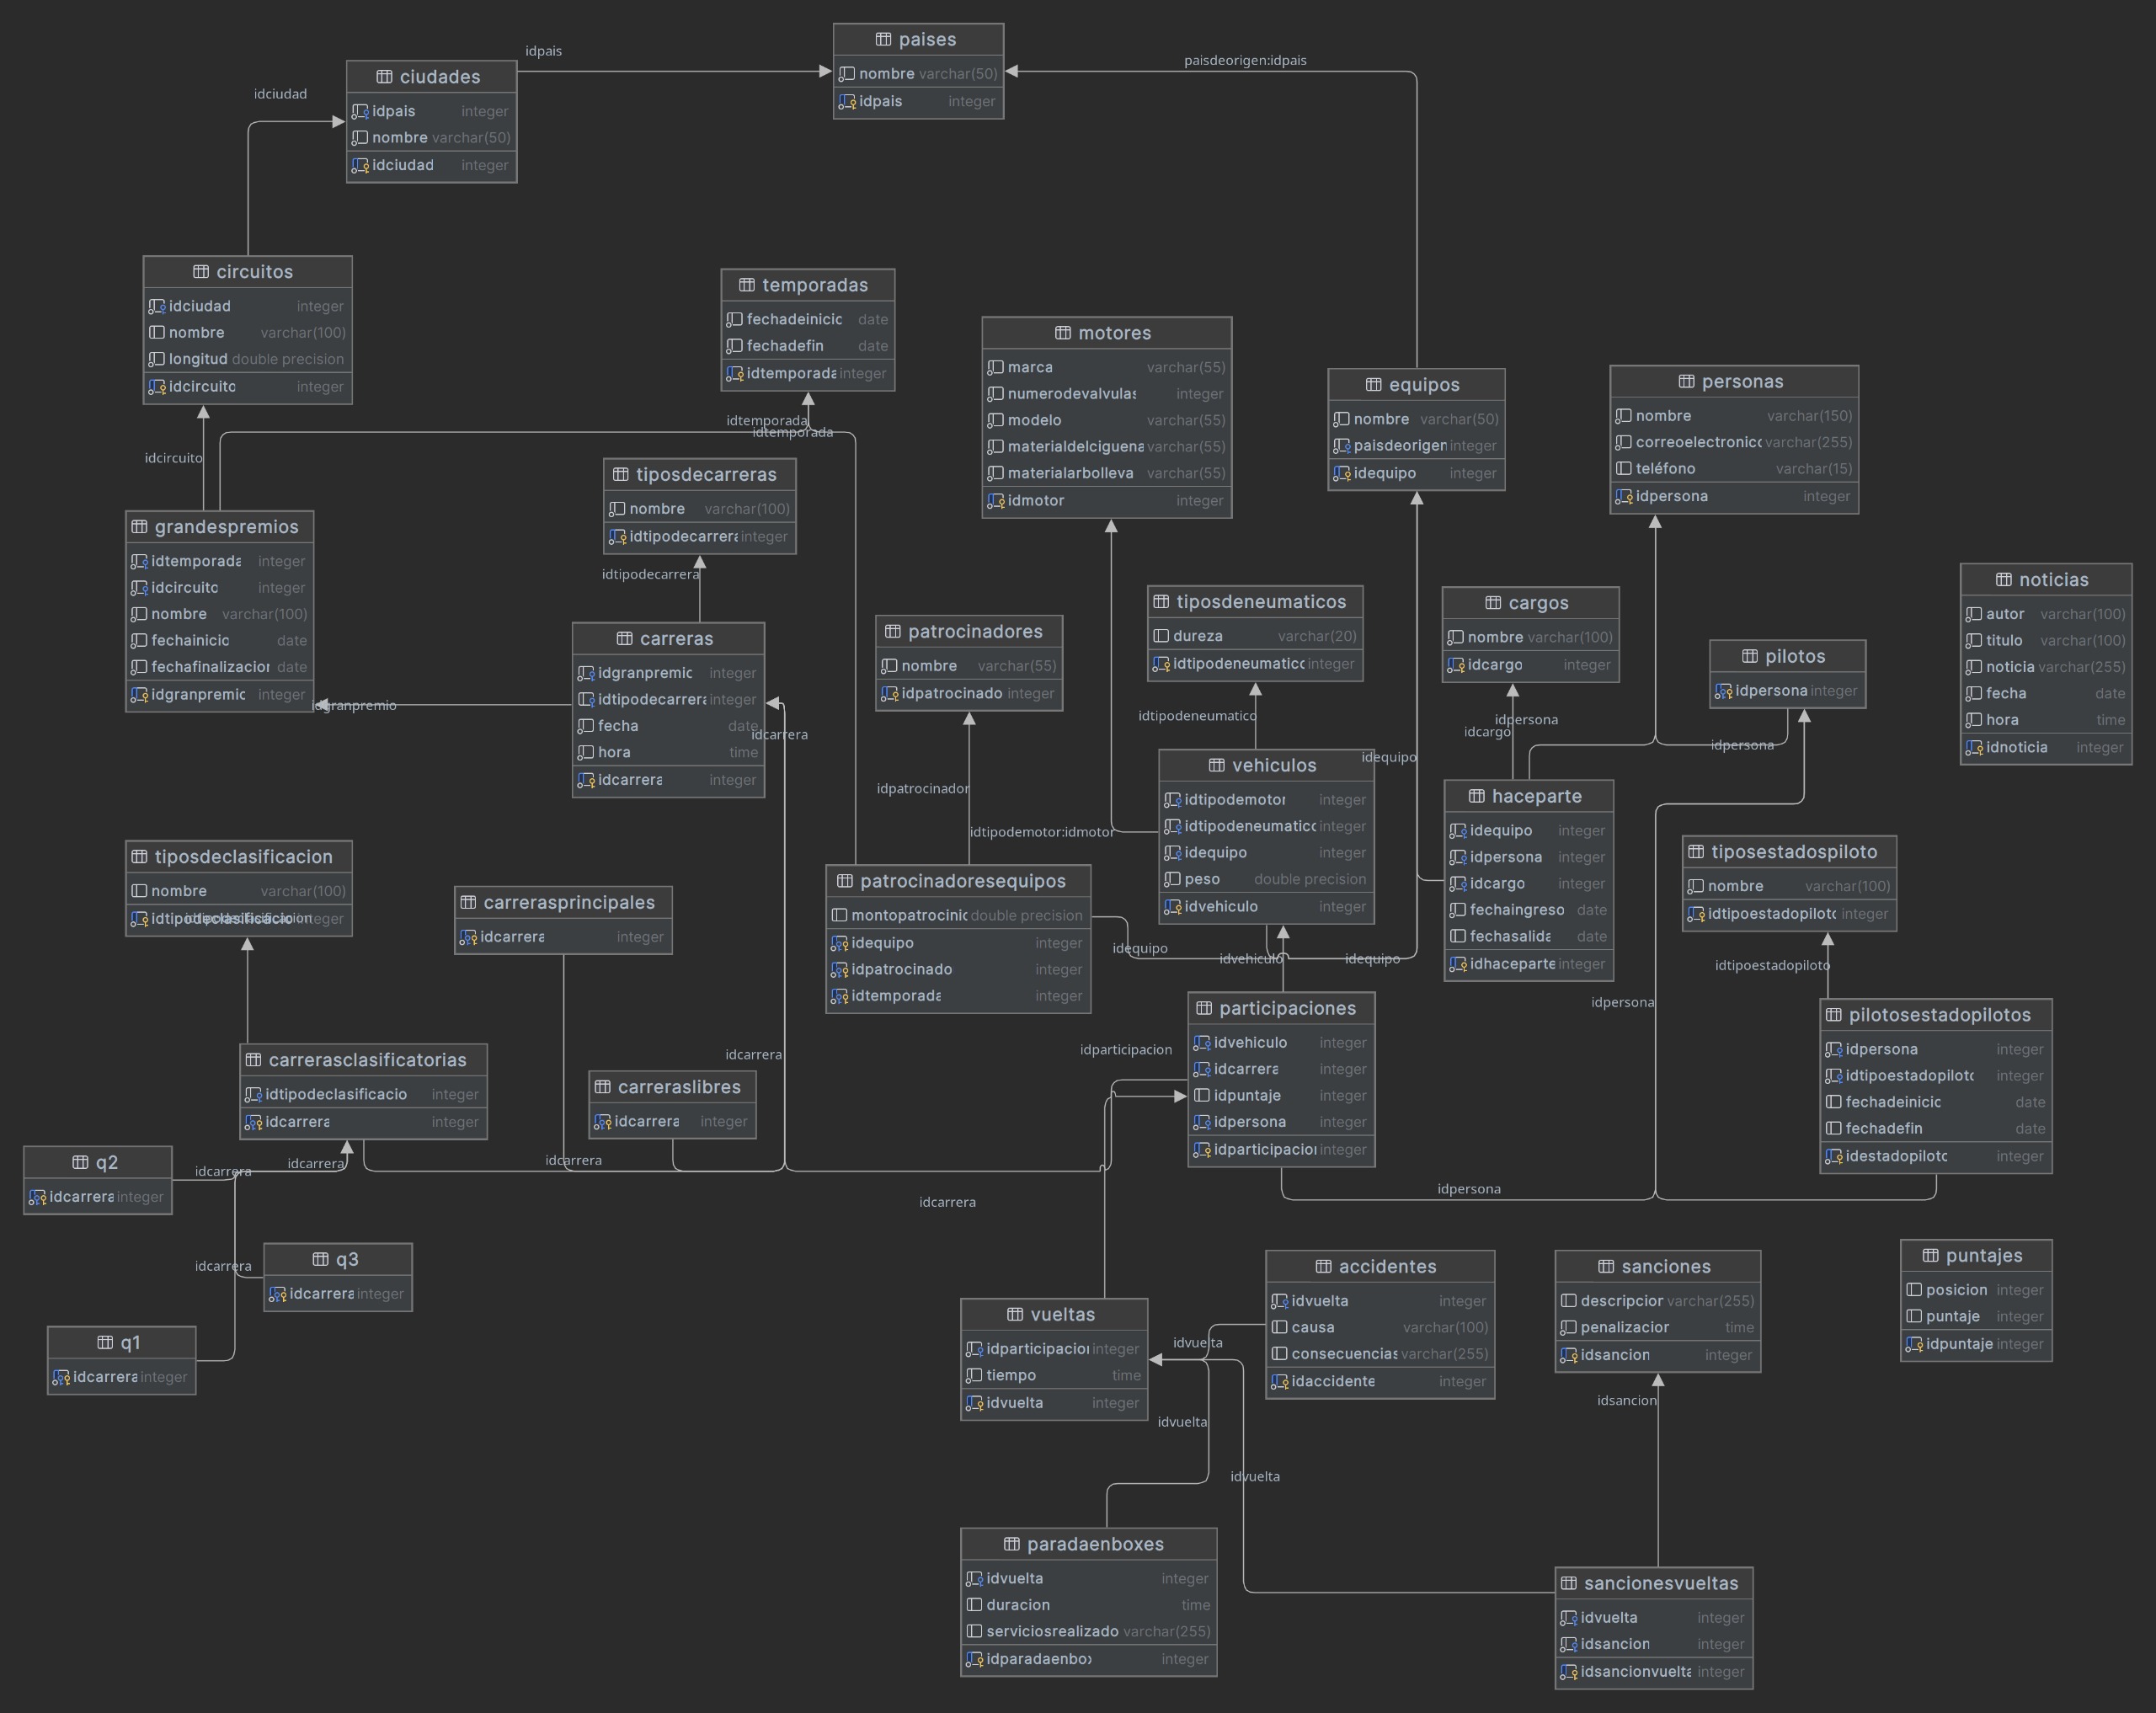 paises
nombre varchar(50)
idpais integer
idpais
paisdeorigen:idpais
ciudades
idpais integer
nombre varchar(50)
idciudad integer
idciudad
circuitos
idciudad integer
nombre varchar(100)
longitud double precision
idcircuito integer
idcircuito
temporadas
fechadeinicio date
fechadefin date
idtemporada integer
idtemporada
idtemporada
motores
marca varchar(55)
numerodevalvulas integer
modelo varchar(55)
materialdelciguena varchar(55)
materialarbolleva varchar(55)
idmotor integer
equipos
nombre varchar(50)
paisdeorigen integer
idequipo integer
personas
nombre varchar(150)
correoelectronico varchar(255)
teléfono varchar(15)
idpersona integer
tiposdecarreras
nombre varchar(100)
idtipodecarrera integer
idtipodecarrera
grandespremios
idtemporada integer
idcircuito integer
nombre varchar(100)
fechainicio date
fechafinalizacion date
idgranpremio integer
idgranpremio
carreras
idgranpremio integer
idtipodecarrera integer
fecha date
hora time
idcarrera integer
idcarrera
patrocinadores
nombre varchar(55)
idpatrocinado integer
idpatrocinador
tiposdeneumaticos
dureza varchar(20)
idtipodeneumatico integer
idtipodeneumatico
cargos
nombre varchar(100)
idcargo integer
idpersona
idcargo
pilotos
idpersona integer
idpersona
noticias
autor varchar(100)
titulo varchar(100)
noticia varchar(255)
fecha date
hora time
idnoticia integer
vehiculos
idtipodemotor integer
idtipodeneumatico integer
idequipo integer
peso double precision
idvehiculo integer
idequipo
idtipodemotor:idmotor
haceparte
idequipo integer
idpersona integer
idcargo integer
fechaingreso date
fechasalida date
idhaceparte integer
tiposdeclasificacion
nombre varchar(100)
idtipodeclasificacio integer
idtipodeclasificacion
carrerasprincipales
idcarrera integer
patrocinadoresequipos
montopatrocinio double precision
idequipo integer
idpatrocinado integer
idtemporada integer
idequipo
idvehiculo
idequipo
tiposestadospiloto
nombre varchar(100)
idtipoestadopiloto integer
idtipoestadopiloto
idpersona
participaciones
idvehiculo integer
idcarrera integer
idpuntaje integer
idpersona integer
idparticipacion integer
idparticipacion
pilotosestadopilotos
idpersona integer
idtipoestadopiloto integer
fechadeinicio date
fechadefin date
idestadopiloto integer
carrerasclasificatorias
idtipodeclasificacio integer
idcarrera integer
carreraslibres
idcarrera integer
idcarrera
q2
idcarrera integer
idcarrera
idcarrera
idcarrera
idcarrera
idpersona
q3
idcarrera integer
idcarrera
q1
idcarrera integer
vueltas
idparticipacion integer
tiempo time
idvuelta integer
accidentes
idvuelta integer
causa varchar(100)
consecuencias varchar(255)
idaccidente integer
sanciones
descripcion varchar(255)
penalizacion time
idsancion integer
puntajes
posicion integer
puntaje integer
idpuntaje integer
idvuelta
idvuelta
idvuelta
idsancion
paradaenboxes
idvuelta integer
duracion time
serviciosrealizado varchar(255)
idparadaenbox integer
sancionesvueltas
idvuelta integer
idsancion integer
idsancionvuelta integer